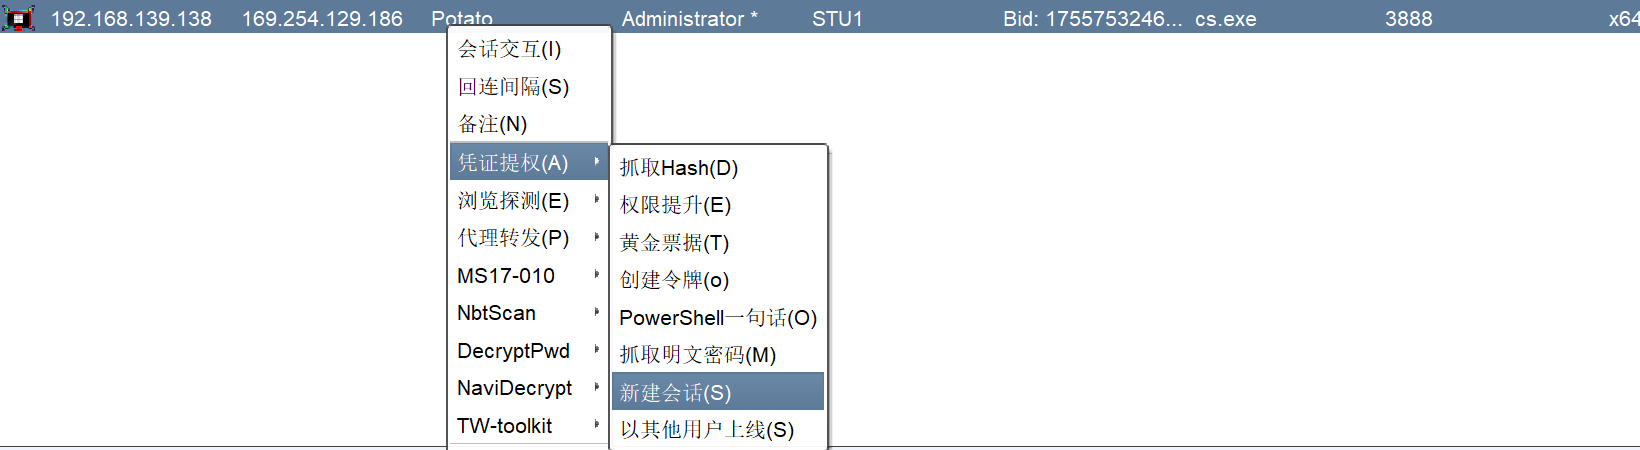 192.168.139.138 169.254.129.186 Potato Administrator * STU1 Bid: 1755753246... cs.exe 3888 x64
会话交互(I)
回连间隔(S)
备注(N)
凭证提权(A)
浏览探测(E)
代理转发(P)
MS17-010
NbtScan
DecryptPwd
NaviDecrypt
TW-toolkit
抓取Hash(D)
权限提升(E)
黄金票据(T)
创建令牌(o)
PowerShell一句话(O)
抓取明文密码(M)
新建会话(S)
以其他用户上线(S)